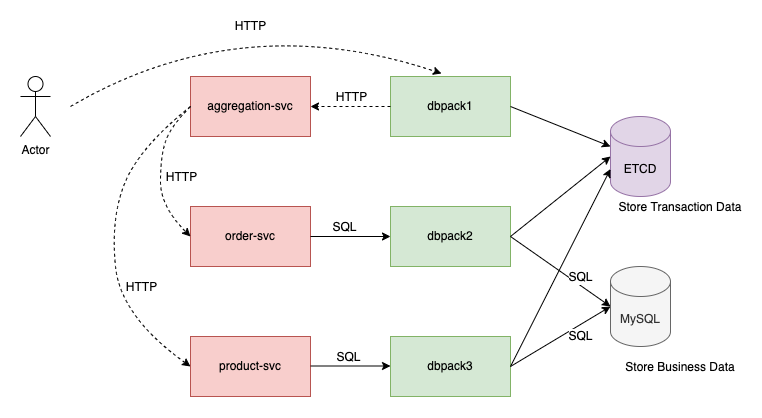 HTTP
aggregation-svc
HTTP
dbpack1
Actor
ETCD
HTTP
Store Transaction Data
order-svc
SQL
dbpack2
SQL
HTTP
MySQL
SQL
product-svc
SQL
dbpack3
Store Business Data